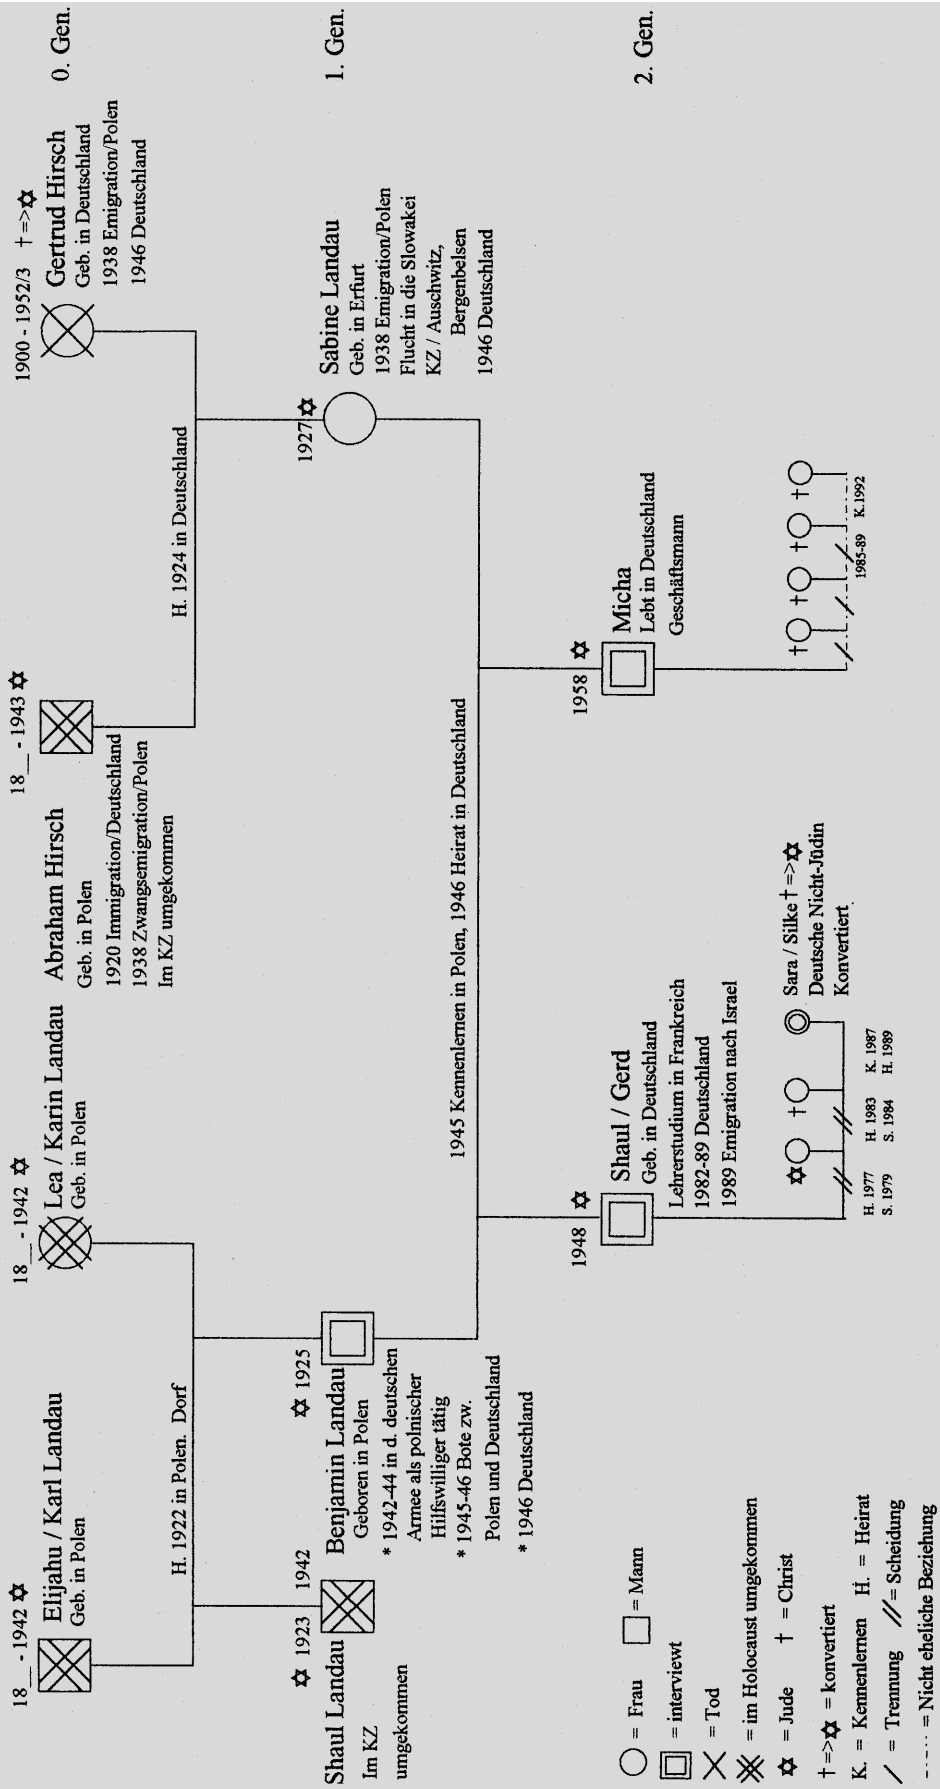 18__ - 1942 ✡
Elijahu / Karl Landau
Geb. in Polen
18__ - 1942 ✡
Lea / Karin Landau
Geb. in Polen
18__ - 1943 ✡
Abraham Hirsch
Geb. in Polen
1920 Immigration/Deutschland
1938 Zwangsemigration/Polen
Im KZ umgekommen
1900 - 1952/3 †=>✡
Gertrud Hirsch
Geb. in Deutschland
1938 Emigration/Polen
1946 Deutschland
0. Gen.
H. 1922 in Polen. Dorf
H. 1924 in Deutschland
✡ 1923 1942
Shaul Landau
Im KZ
umgekommen
✡ 1925
Benjamin Landau
Geboren in Polen
* 1942-44 in d. deutschen
Armee als polnischer
Hilfswilliger tätig
* 1945-46 Bote zw.
Polen und Deutschland
* 1946 Deutschland
1927 ✡
Sabine Landau
Geb. in Erfurt
1938 Emigration/Polen
Flucht in die Slowakei
KZ / Auschwitz,
Bergenbelsen
1946 Deutschland
1. Gen.
1945 Kennenlernen in Polen, 1946 Heirat in Deutschland
1948 ✡
Shaul / Gerd
Geb. in Deutschland
Lehrerstudium in Frankreich
1982-89 Deutschland
1989 Emigration nach Israel
1958 ✡
Micha
Lebt in Deutschland
Geschäftsmann
2. Gen.
✡ †
Sara / Silke †=>✡
Deutsche Nicht-Jüdin
Konvertiert
H. 1977
S. 1979
H. 1983
S. 1984
K. 1987
H. 1989
† † † †
1985-89
K.1992
= Frau = Mann
= interviewt
= Tod
= im Holocaust umgekommen
✡ = Jude † = Christ
†=>✡ = konvertiert
K. = Kennenlernen H. = Heirat
/ = Trennung // = Scheidung
-.-.- = Nicht eheliche Beziehung